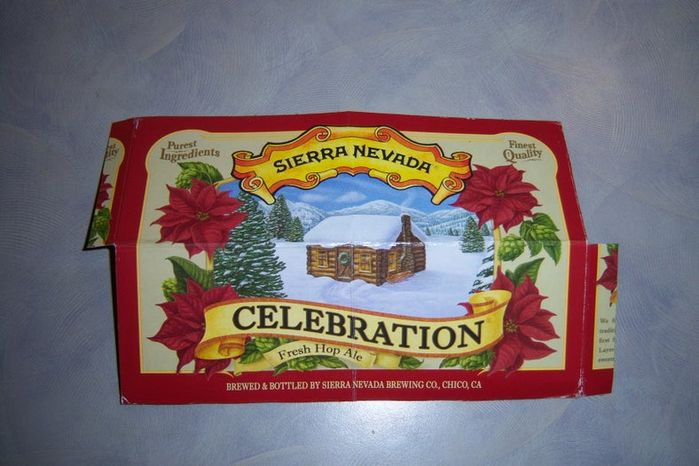 Purest
Ingredients
SIERRA NEVADA
Finest
Quality
CELEBRATION
Fresh Hop Ale
BREWED & BOTTLED BY SIERRA NEVADA BREWING CO., CHICO, CA